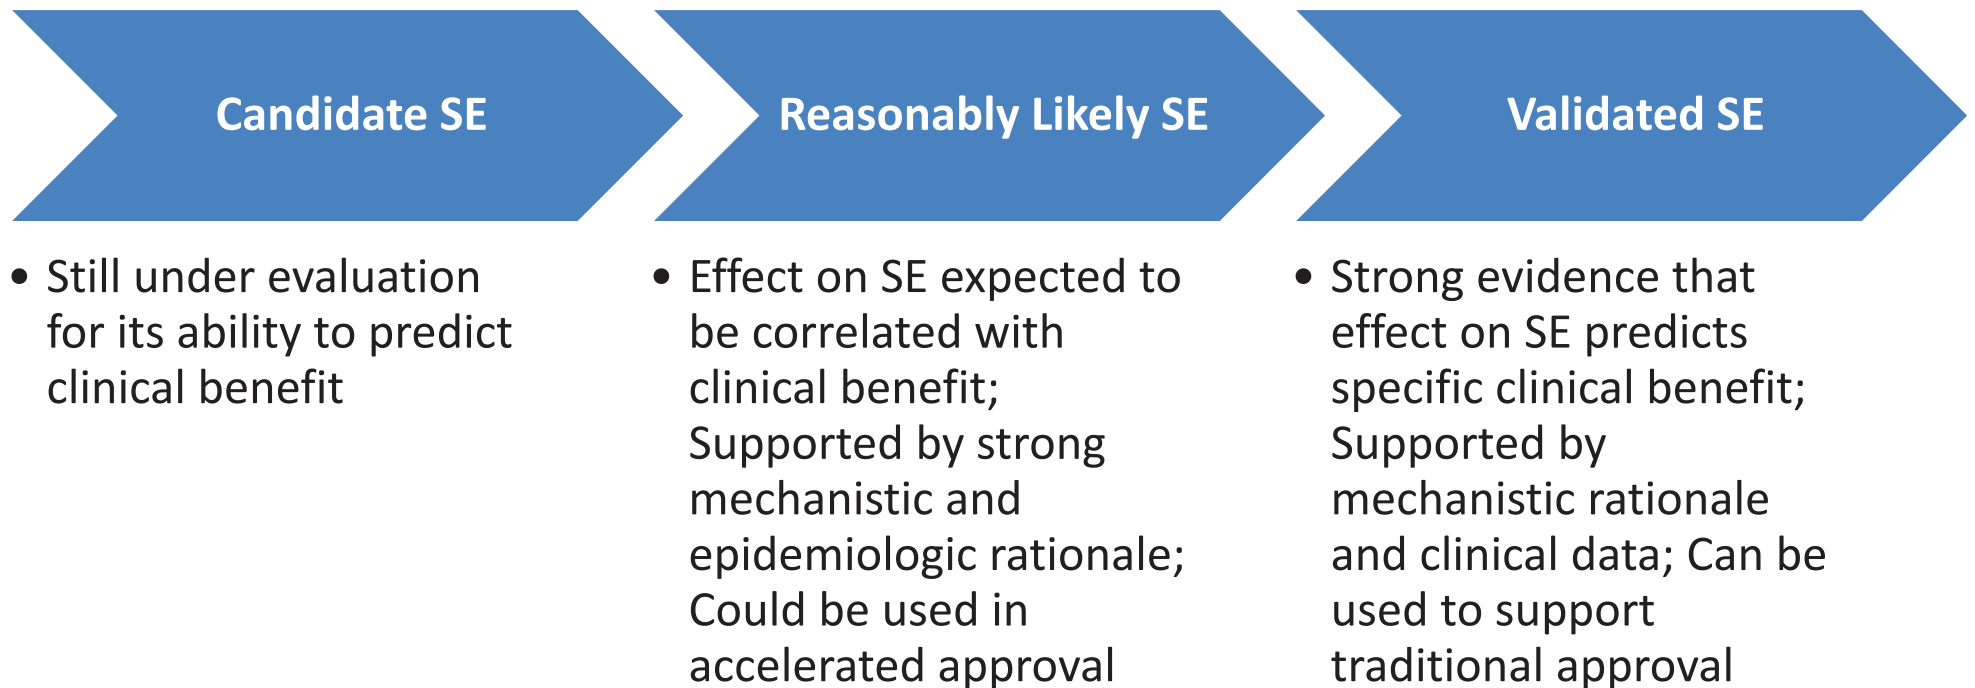 Candidate SE
Reasonably Likely SE
Validated SE
• Still under evaluation
for its ability to predict
clinical benefit
• Effect on SE expected to
be correlated with
clinical benefit;
Supported by strong
mechanistic and
epidemiologic rationale;
Could be used in
accelerated approval
• Strong evidence that
effect on SE predicts
specific clinical benefit;
Supported by
mechanistic rationale
and clinical data; Can be
used to support
traditional approval